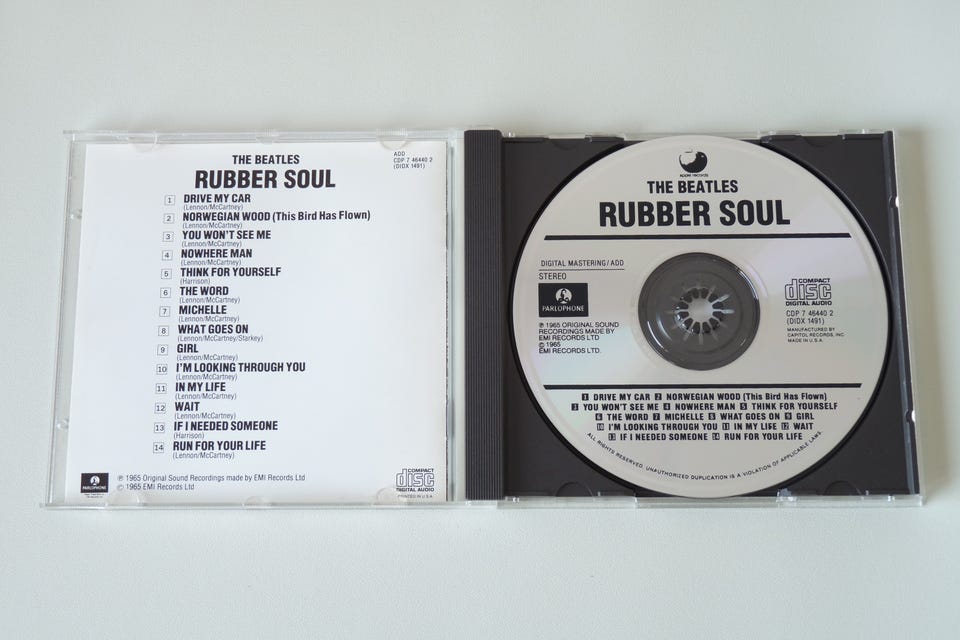 THE BEATLES
RUBBER SOUL
ADD
CDP 7 46440 2
(DIDX 1491)
1 DRIVE MY CAR
(Lennon/McCartney)
2 NORWEGIAN WOOD (This Bird Has Flown)
(Lennon/McCartney)
3 YOU WON'T SEE ME
(Lennon/McCartney)
4 NOWHERE MAN
(Lennon/McCartney)
5 THINK FOR YOURSELF
(Harrison)
6 THE WORD
(Lennon/McCartney)
7 MICHELLE
(Lennon/McCartney)
8 WHAT GOES ON
(Lennon/McCartney/Starkey)
9 GIRL
(Lennon/McCartney)
10 I'M LOOKING THROUGH YOU
(Lennon/McCartney)
11 IN MY LIFE
(Lennon/McCartney)
12 WAIT
(Lennon/McCartney)
13 IF I NEEDED SOMEONE
(Harrison)
14 RUN FOR YOUR LIFE
(Lennon/McCartney)
PARLOPHONE
℗ 1965 Original Sound Recordings made by EMI Records Ltd
© 1965 EMI Records Ltd
COMPACT
disc
DIGITAL AUDIO
PRINTED IN U.S.A.
apple records
THE BEATLES
RUBBER SOUL
DIGITAL MASTERING/ADD
STEREO
PARLOPHONE
℗ 1965 ORIGINAL SOUND
RECORDINGS MADE BY
EMI RECORDS LTD
© 1965
EMI RECORDS LTD.
COMPACT
disc
DIGITAL AUDIO
CDP 7 46440 2
(DIDX 1491)
MANUFACTURED BY
CAPITOL RECORDS, INC.
MADE IN U.S.A.
1 DRIVE MY CAR 2 NORWEGIAN WOOD (This Bird Has Flown)
3 YOU WON'T SEE ME 4 NOWHERE MAN 5 THINK FOR YOURSELF
6 THE WORD 7 MICHELLE 8 WHAT GOES ON 9 GIRL
10 I'M LOOKING THROUGH YOU 11 IN MY LIFE 12 WAIT
13 IF I NEEDED SOMEONE 14 RUN FOR YOUR LIFE
ALL RIGHTS RESERVED. UNAUTHORIZED DUPLICATION IS A VIOLATION OF APPLICABLE LAWS.